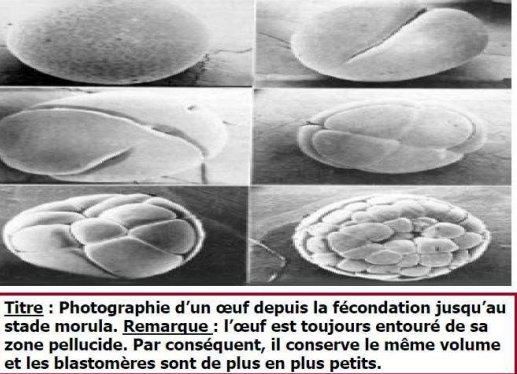 Titre : Photographie d'un œuf depuis la fécondation jusqu'au
stade morula. Remarque : l'œuf est toujours entouré de sa
zone pellucide. Par conséquent, il conserve le même volume
et les blastomères sont de plus en plus petits.